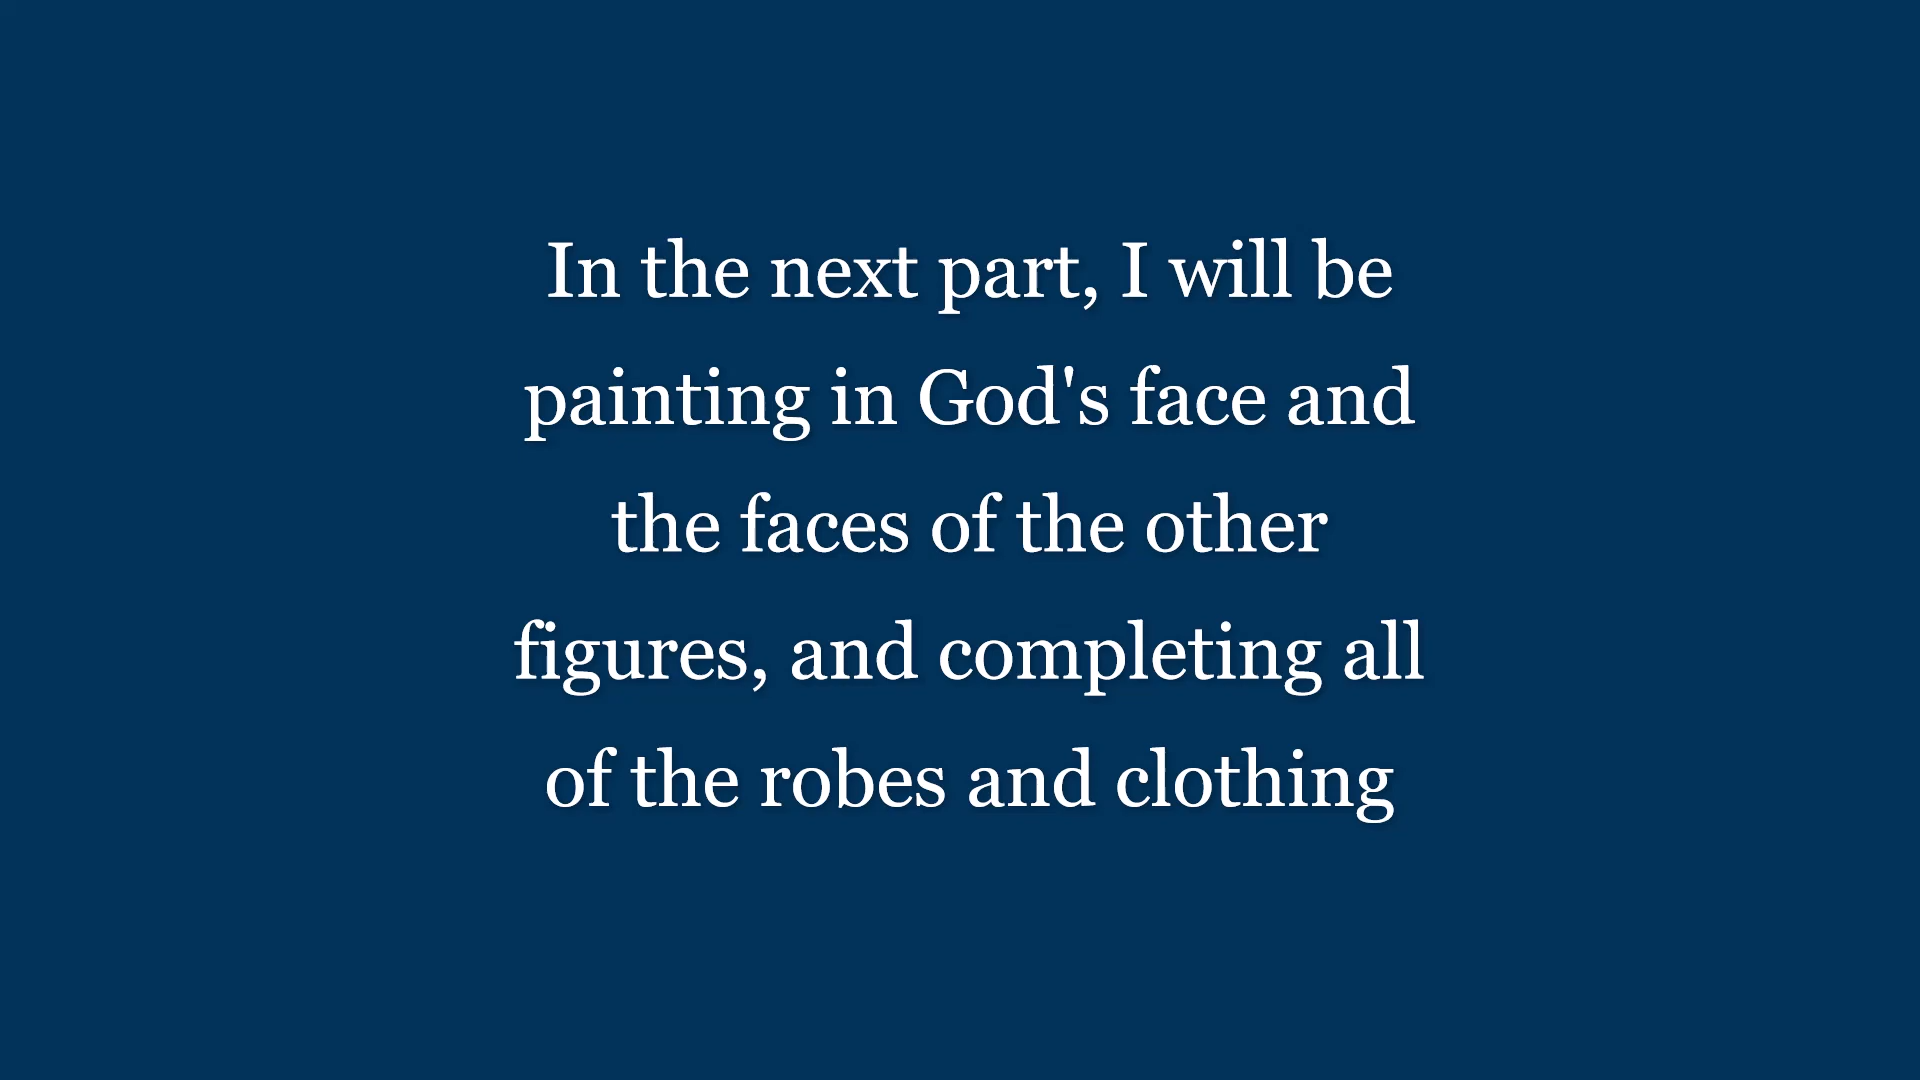 In the next part, I will be
painting in God's face and
the faces of the other
figures, and completing all
of the robes and clothing